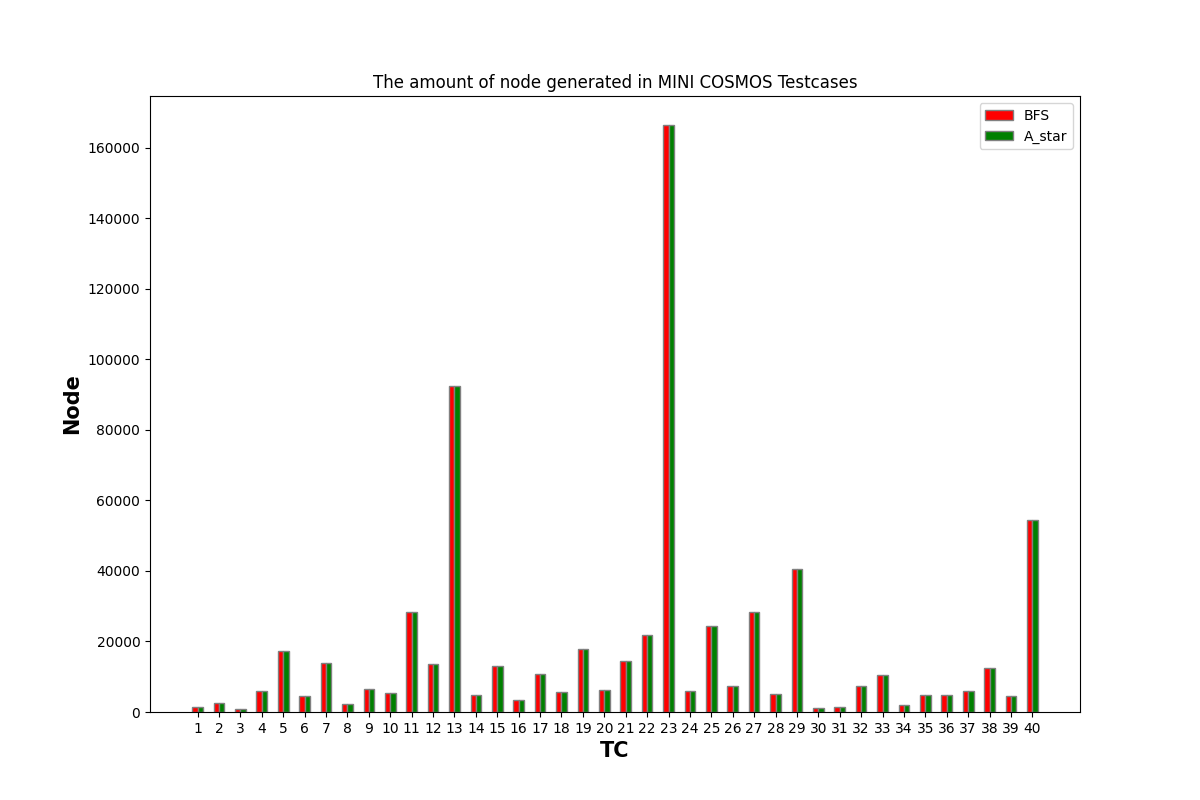 The amount of node generated in MINI COSMOS Testcases
BFS
A_star
160000
140000
120000
100000
80000
60000
40000
20000
0
Node
1 2 3 4 5 6 7 8 9 10 11 12 13 14 15 16 17 18 19 20 21 22 23 24 25 26 27 28 29 30 31 32 33 34 35 36 37 38 39 40
TC